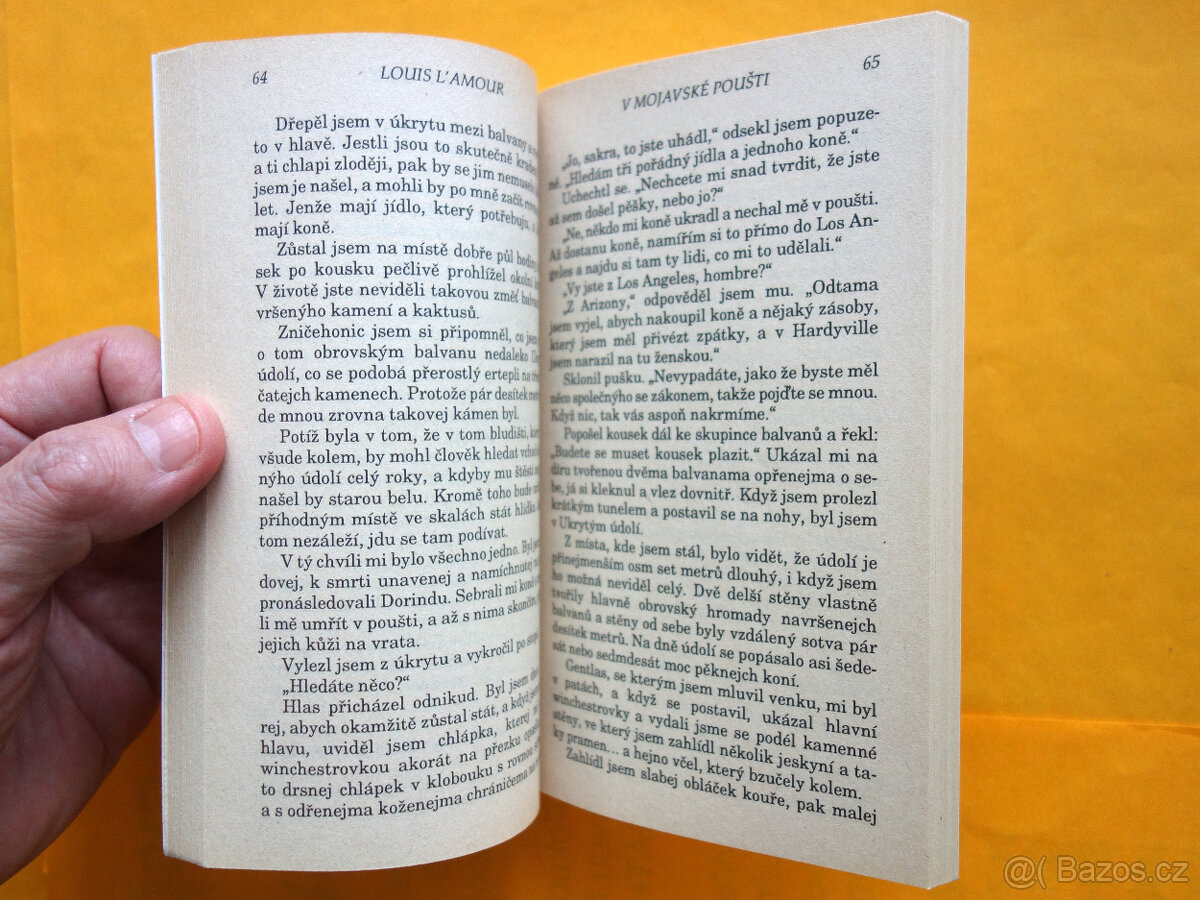 64 LOUIS L'AMOUR
Dřepěl jsem v úkrytu mezi balvany a
to v hlavě. Jestli jsou to skutečně
a ti chlapi zloději, pak by se jim
jsem je našel, a mohli by po mně začít
let. Jenže mají jídlo, který potřebuju,
mají koně.
Zůstal jsem na místě dobře půl
sek po kousku pečlivě prohlížel okolní
V životě jste neviděli takovou změť
vršenýho kamení a kaktusů.
Zničehonic jsem si připomněl, co
o tom obrovským balvanu nedaleko
údolí, co se podobá přerostlý ertepli na
čatejch kamenech. Protože pár desítek
de mnou zrovna takovej kámen byl.
Potíž byla v tom, že v tom bludišti,
všude kolem, by mohl člověk hledat
nýho údolí celý roky, a kdyby mu štěstí
našel by starou belu. Kromě toho bude
příhodným místě ve skalách stát hlídka.
tom nezáleží, jdu se tam podívat.
V tý chvíli mi bylo všechno jedno. Byl
dovej, k smrti unavenej a namíchnutej
pronásledovali Dorindu. Sebrali mi koně
li mě umřít v poušti, a až s nima skončím,
jejich kůži na vrata.
Vylezl jsem z úkrytu a vykročil po
„Hledáte něco?“
Hlas přicházel odnikud. Byl jsem
rej, abych okamžitě zůstal stát, a když
hlavu, uviděl jsem chlápka, kterej
winchestrovkou akorát na přezku
to drsnej chlápek v klobouku s rovnou
a s odřenejma koženejma chráničema na
V MOJAVSKÉ POUŠTI 65
„Jo, sakra, to jste uhádl,“ odsekl jsem popuze-
ně. „Hledám tři pořádný jídla a jednoho koně.“
Uchechtl se. „Nechcete mi snad tvrdit, že jste
až sem došel pěšky, nebo jo?“
„Ne, někdo mi koně ukradl a nechal mě v poušti.
Až dostanu koně, namířím si to přímo do Los An-
geles a najdu si tam ty lidi, co mi to udělali.“
„Vy jste z Los Angeles, hombre?“
„Z Arizony,“ odpověděl jsem mu. „Odtama
jsem vyjel, abych nakoupil koně a nějaký zásoby,
který jsem měl přivézt zpátky, a v Hardyville
jsem narazil na tu ženskou.“
Sklonil pušku. „Nevypadáte, jako že byste měl
něco společnýho se zákonem, takže pojďte se mnou.
Když nic, tak vás aspoň nakrmíme.“
Popošel kousek dál ke skupince balvanů a řekl:
„Budete se muset kousek plazit.“ Ukázal mi na
díru tvořenou dvěma balvanama opřenejma o se-
be, já si kleknul a vlez dovnitř. Když jsem prolezl
krátkým tunelem a postavil se na nohy, byl jsem
v Ukrytým údolí.
Z místa, kde jsem stál, bylo vidět, že údolí je
přinejmenším osm set metrů dlouhý, i když jsem
ho možná neviděl celý. Dvě delší stěny vlastně
tvořily hlavně obrovský hromady navršenejch
balvanů a stěny od sebe byly vzdálený sotva pár
desítek metrů. Na dně údolí se popásalo asi šede-
sát nebo sedmdesát moc pěknejch koní.
Gentlas, se kterým jsem mluvil venku, mi byl
v patách, a když se postavil, ukázal hlavní
winchestrovky a vydali jsme se podél kamenné
stěny, ve který jsem zahlídl několik jeskyní a ta-
ky pramen... a hejno včel, který bzučely kolem.
Zahlídl jsem slabej obláček kouře, pak malej
@( Bazos.cz